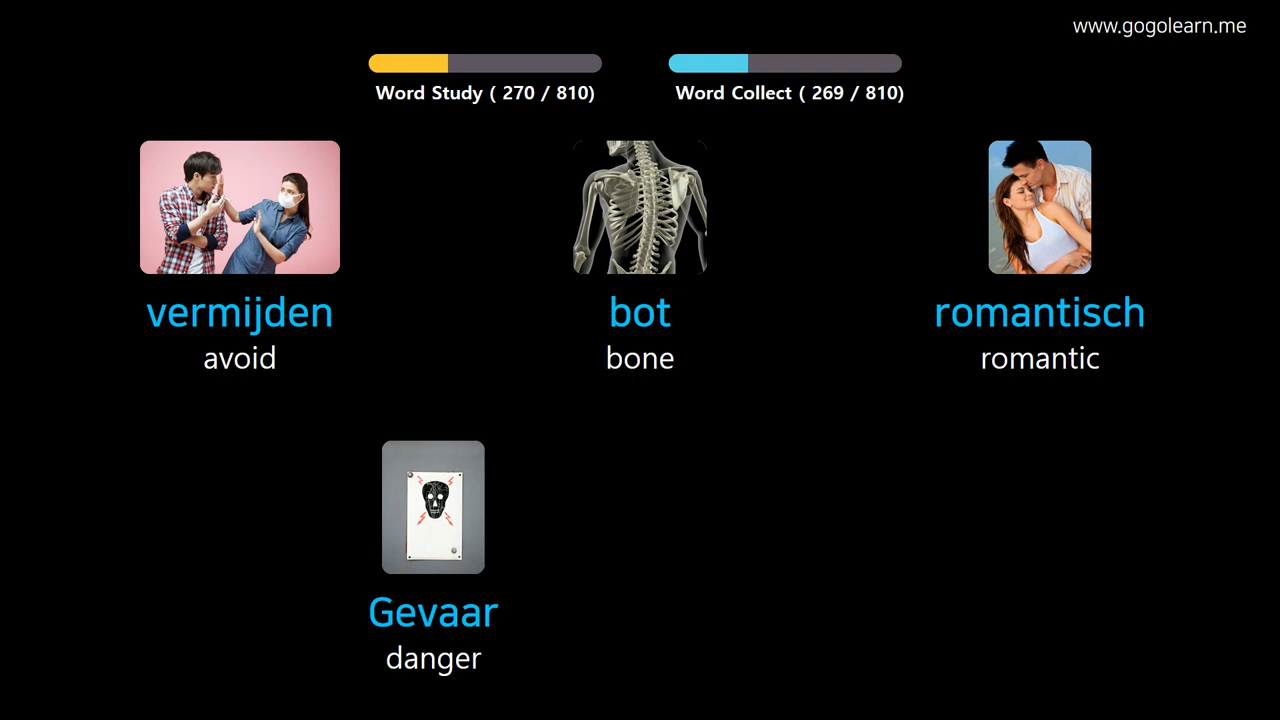 www.gogolearn.me
Word Study ( 270 / 810)
Word Collect ( 269 / 810)
vermijden
avoid
bot
bone
romantisch
romantic
Gevaar
danger